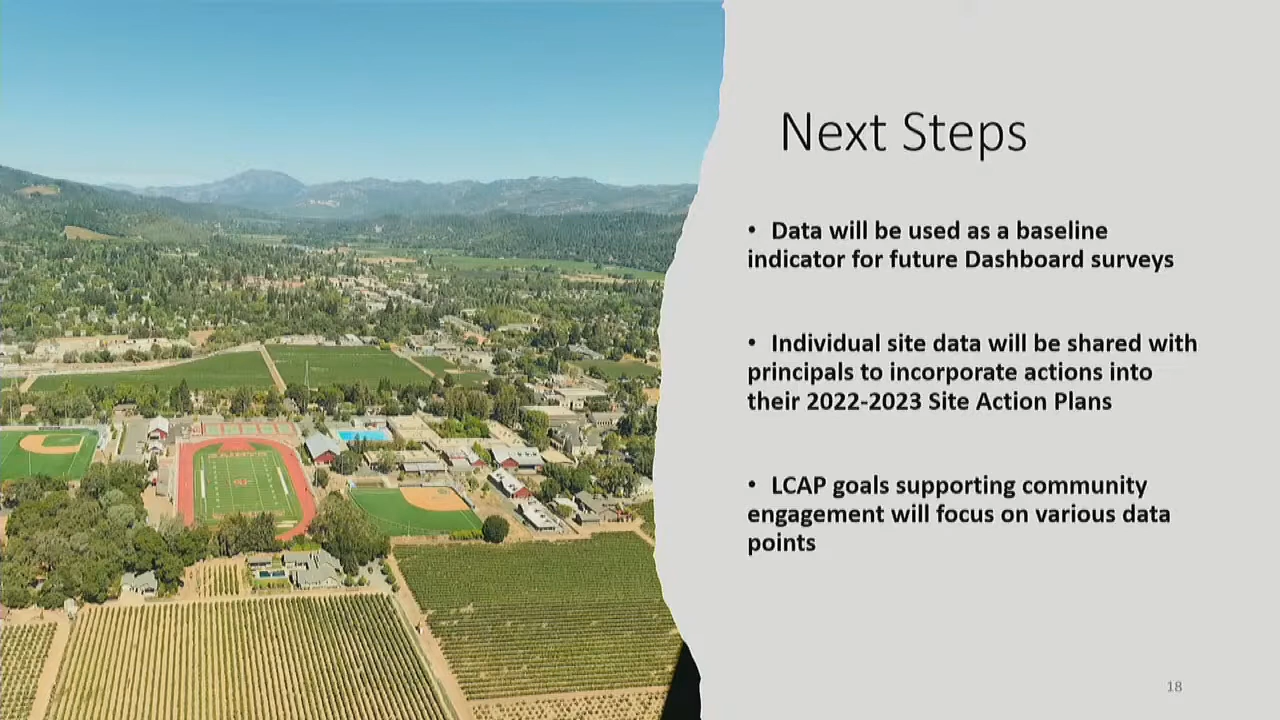 Next Steps
• Data will be used as a baseline
indicator for future Dashboard surveys
• Individual site data will be shared with
principals to incorporate actions into
their 2022-2023 Site Action Plans
• LCAP goals supporting community
engagement will focus on various data
points
18